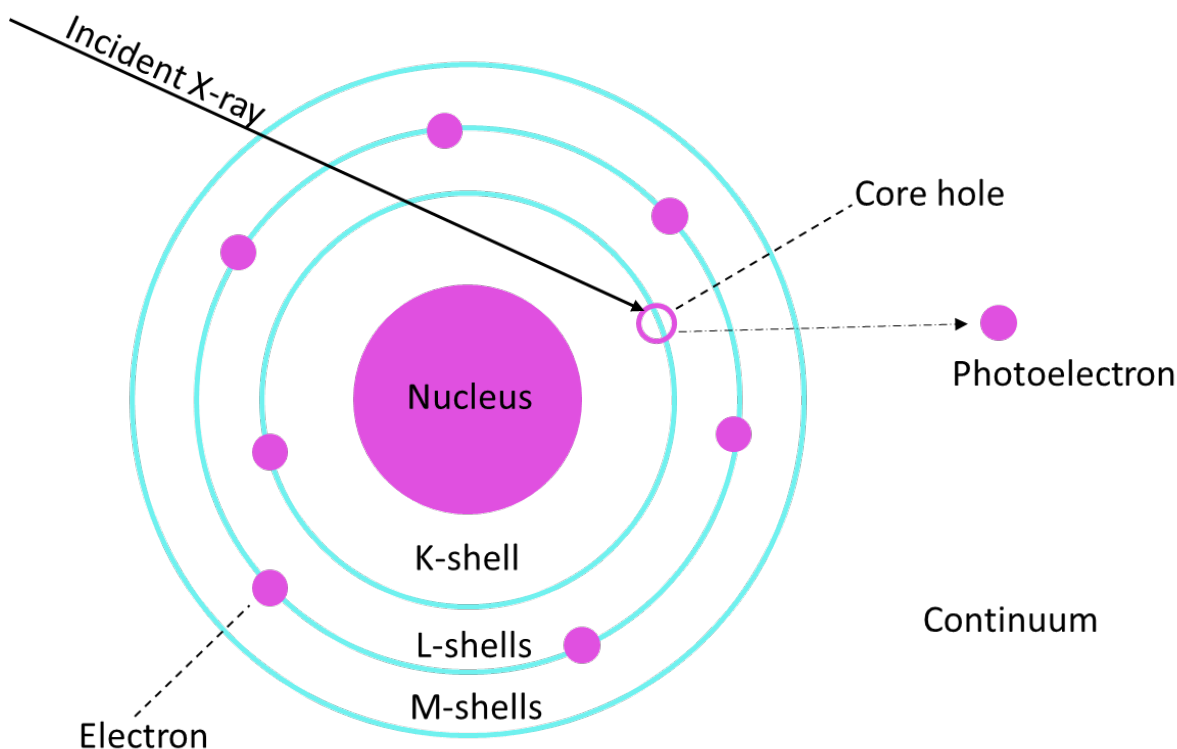 Incident X-ray
Core hole
Photoelectron
Nucleus
K-shell
Continuum
L-shells
M-shells
Electron